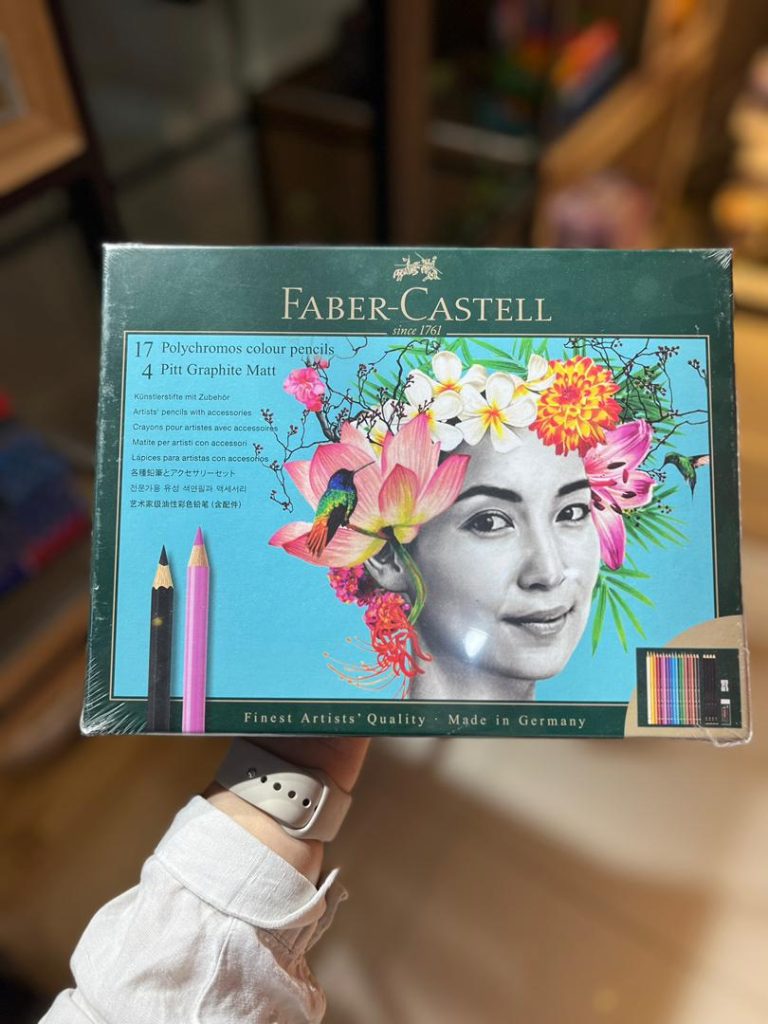 FABER-CASTELL
since 1761
17 Polychromos colour pencils
4 Pitt Graphite Matt
Künstlerstifte mit Zubehör
Artists' pencils with accessories
Crayons pour artistes avec accessoires
Matite per artisti con accessori
Lápices para artistas con accesorios
各種鉛筆とアクセサリーセット
전문가용 유성 색연필과 액세서리
艺术家级油性彩色铅笔 (含配件)
Finest Artists' Quality · Made in Germany